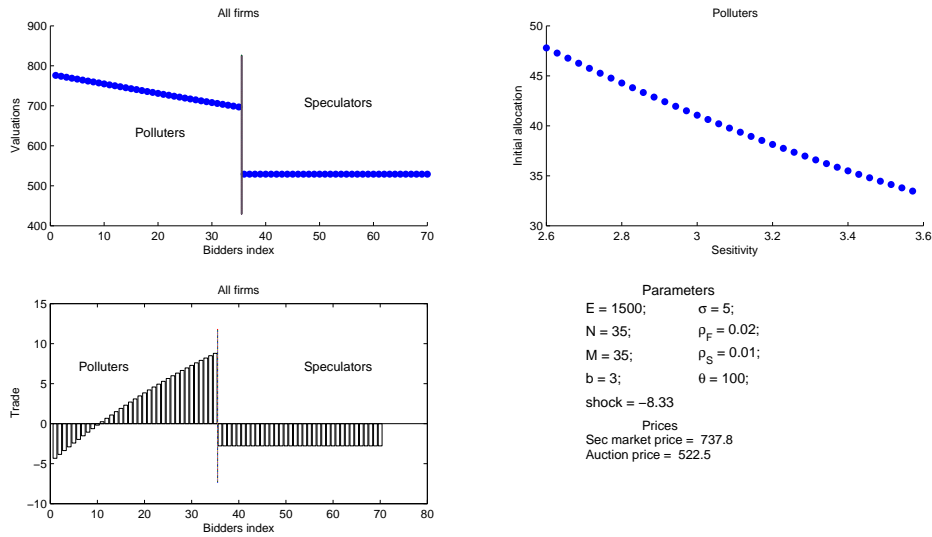 All firms
900
800
700
600
500
400
Valuations
Polluters
Speculators
0
10
20
30
40
50
60
70
Bidders index
Polluters
50
45
40
35
30
Initial allocation
2.6
2.8
3
3.2
3.4
3.6
Sesitivity
All firms
15
10
5
0
−5
−10
Trade
Polluters
Speculators
0
10
20
30
40
50
60
70
80
Bidders index
Parameters
E = 1500; σ = 5;
N = 35; ρF = 0.02;
M = 35; ρS = 0.01;
b = 3; θ = 100;
shock = −8.33
Prices
Sec market price = 737.8
Auction price = 522.5